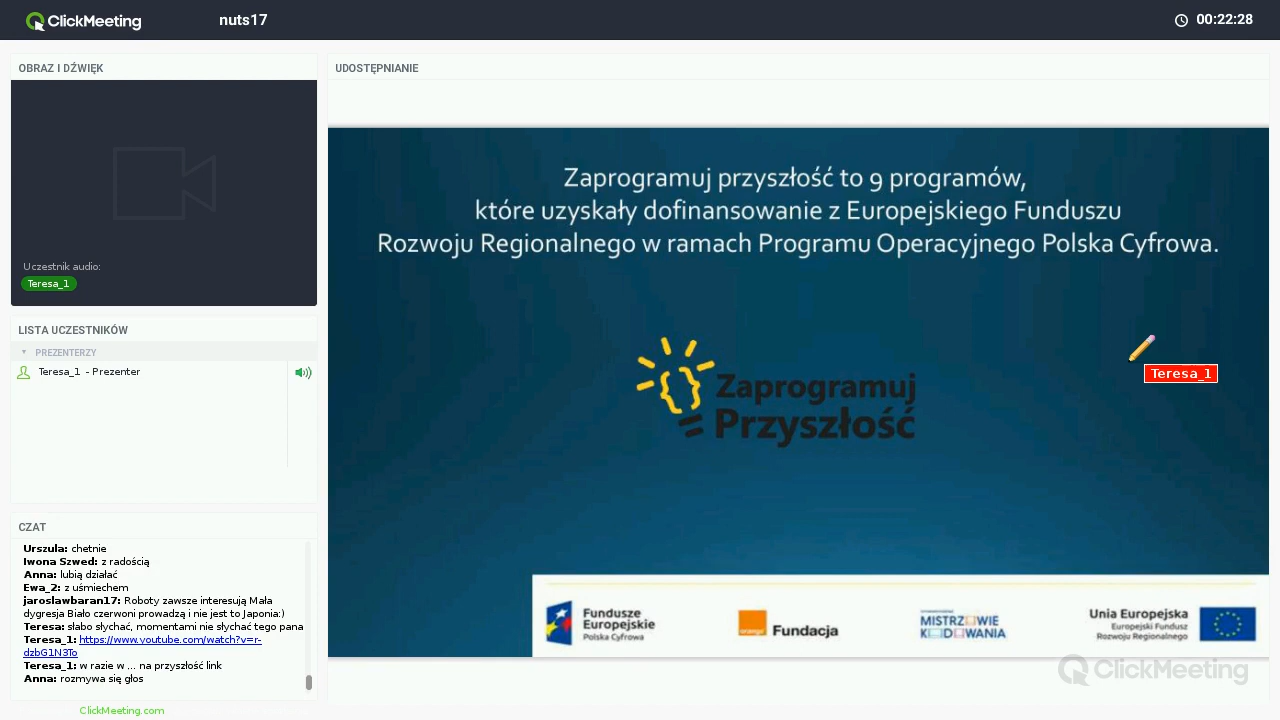 ClickMeeting
nuts17
00:22:28
OBRAZ I DŹWIĘK
Uczestnik audio:
Teresa_1
LISTA UCZESTNIKÓW
PREZENTERZY
Teresa_1 - Prezenter
CZAT
Urszula: chetnie
Iwona Szwed: z radością
Anna: lubią działać
Ewa_2: z uśmiechem
jaroslawbaran17: Roboty zawsze interesują Mała
dygresja Biało czerwoni prowadzą i nie jest to Japonia:)
Teresa: słabo słychać, momentami nie słychać tego pana
Teresa_1: https://www.youtube.com/watch?v=r-
dzbG1N3To
Teresa_1: w razie w ... na przyszłość link
Anna: rozmywa się głos
ClickMeeting.com
UDOSTĘPNIANIE
Zaprogramuj przyszłość to 9 programów,
które uzyskały dofinansowanie z Europejskiego Funduszu
Rozwoju Regionalnego w ramach Programu Operacyjnego Polska Cyfrowa.
Teresa_1
Zaprogramuj
Przyszłość
Fundusze
Europejskie
Polska Cyfrowa
orange
Fundacja
MISTRZOWIE
KODOWANIA
Unia Europejska
Europejski Fundusz
Rozwoju Regionalnego
ClickMeeting